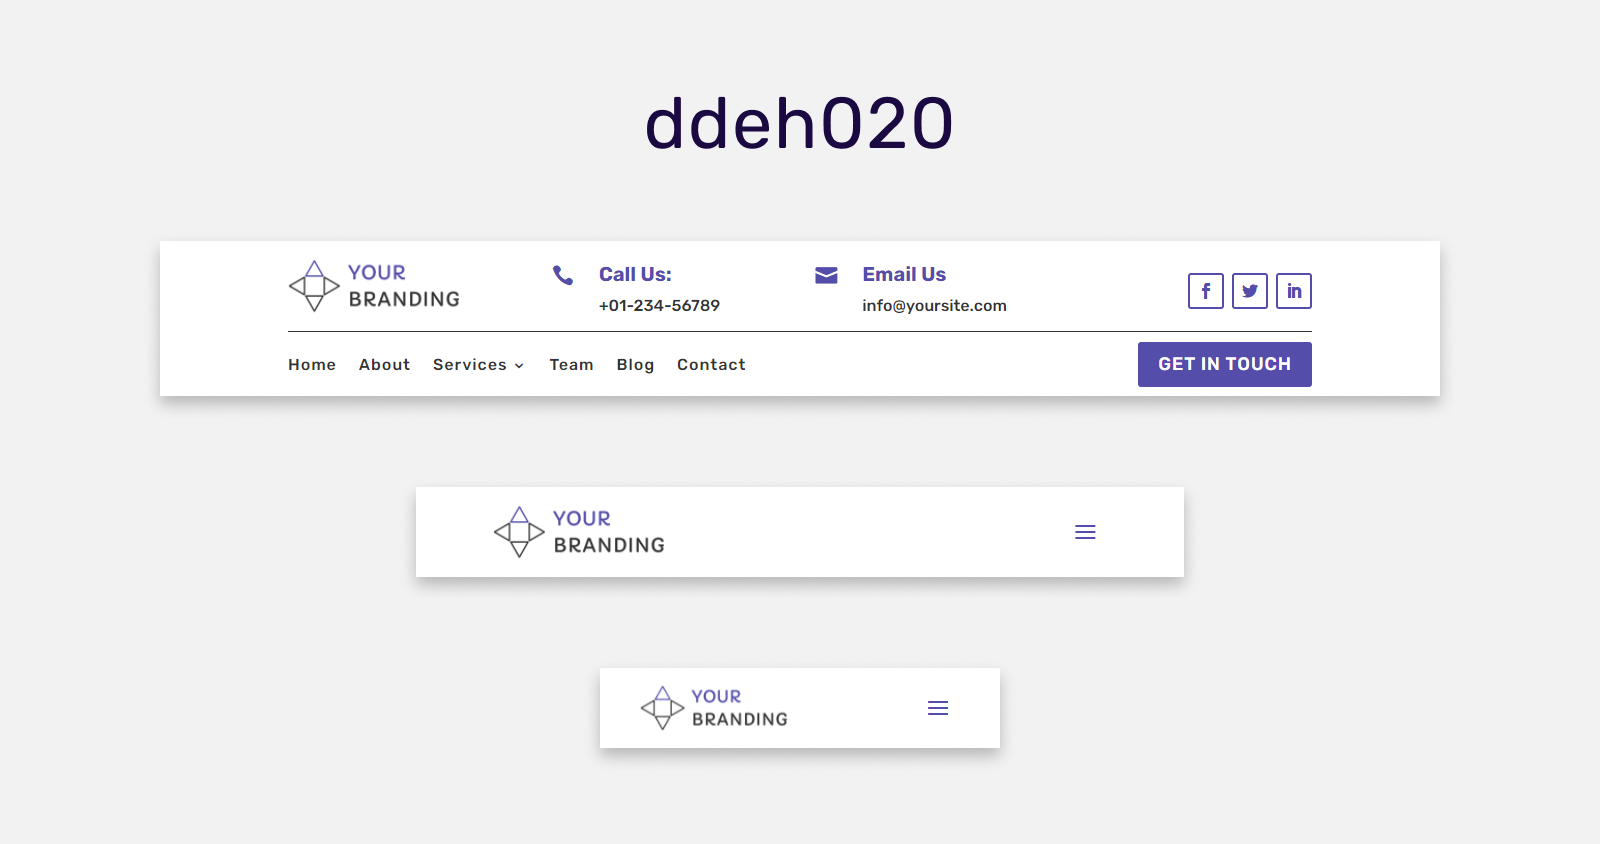 ddeh020
YOUR
BRANDING
Call Us:
+01-234-56789
Email Us
info@yoursite.com
f
in
Home About Services Team Blog Contact
GET IN TOUCH
YOUR
BRANDING
YOUR
BRANDING